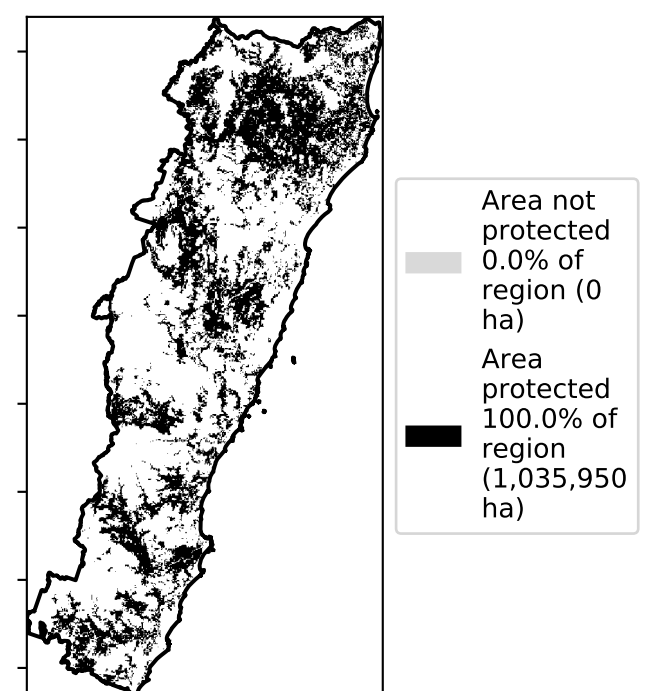 Area not
protected
0.0% of
region (0
ha)
Area
protected
100.0% of
region
(1,035,950
ha)